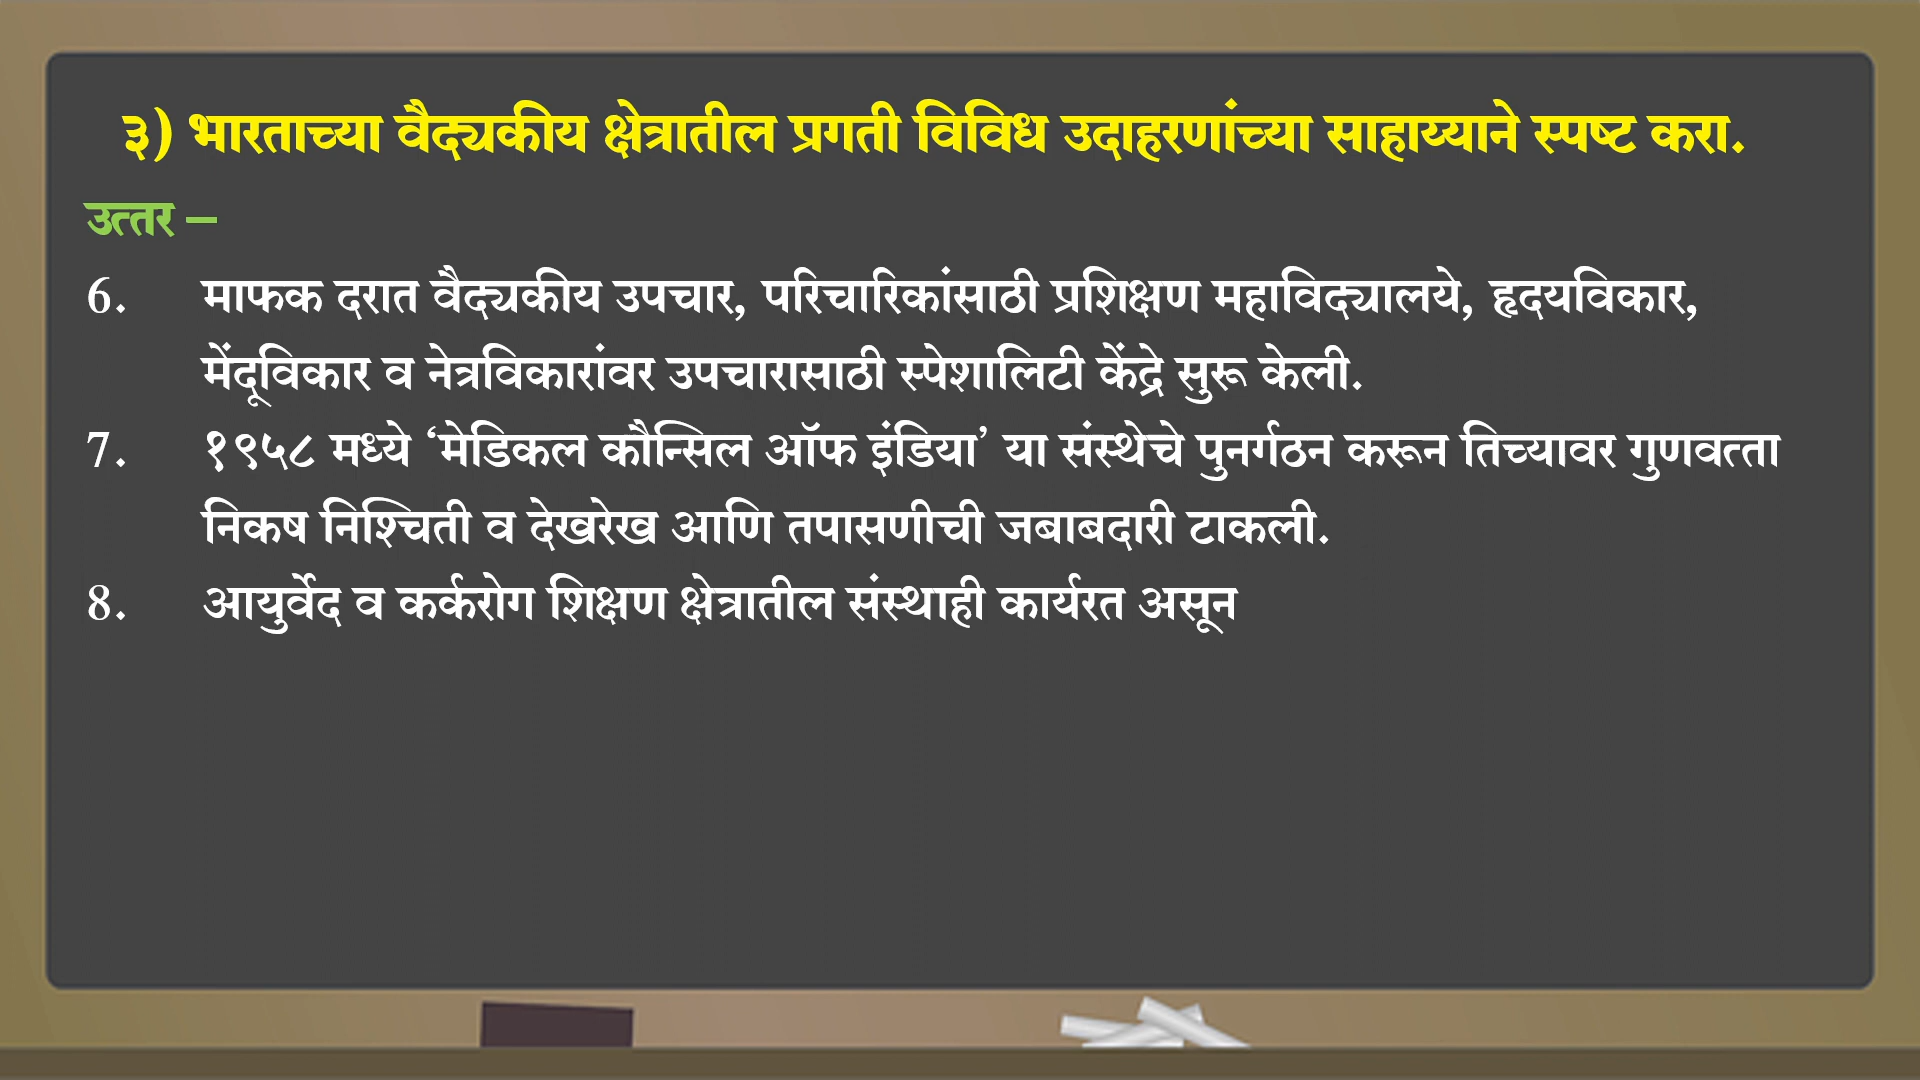 ३) भारताच्या वैद्यकीय क्षेत्रातील प्रगती विविध उदाहरणांच्या साहाय्याने स्पष्ट करा.
उत्तर –
6. माफक दरात वैद्यकीय उपचार, परिचारिकांसाठी प्रशिक्षण महाविद्यालये, हृदयविकार,
मेंदूविकार व नेत्रविकारांवर उपचारासाठी स्पेशालिटी केंद्रे सुरू केली.
7. १९५८ मध्ये ‘मेडिकल कौन्सिल ऑफ इंडिया’ या संस्थेचे पुनर्गठन करून तिच्यावर गुणवत्ता
निकष निश्चिती व देखरेख आणि तपासणीची जबाबदारी टाकली.
8. आयुर्वेद व कर्करोग शिक्षण क्षेत्रातील संस्थाही कार्यरत असून